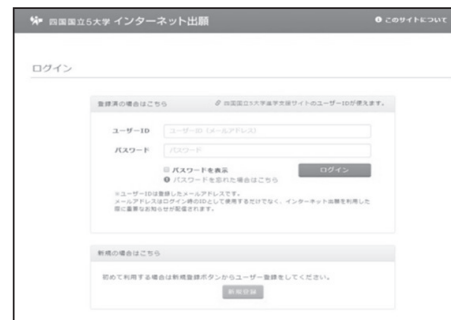 四国国立5大学 インターネット出願
このサイトについて
ログイン
登録済の場合はこちら
四国国立5大学進学支援サイトのユーザーIDが使えます。
ユーザーID
ユーザーID（メールアドレス）
パスワード
パスワード
パスワードを表示
ログイン
パスワードを忘れた場合はこちら
※ユーザーIDは登録したメールアドレスです。
メールアドレスはログイン時のIDとして使用するだけでなく、インターネット出願を利用した
際に重要なお知らせが配信されます。
新規の場合はこちら
初めて利用する場合は新規登録ボタンからユーザー登録をしてください。
新規登録